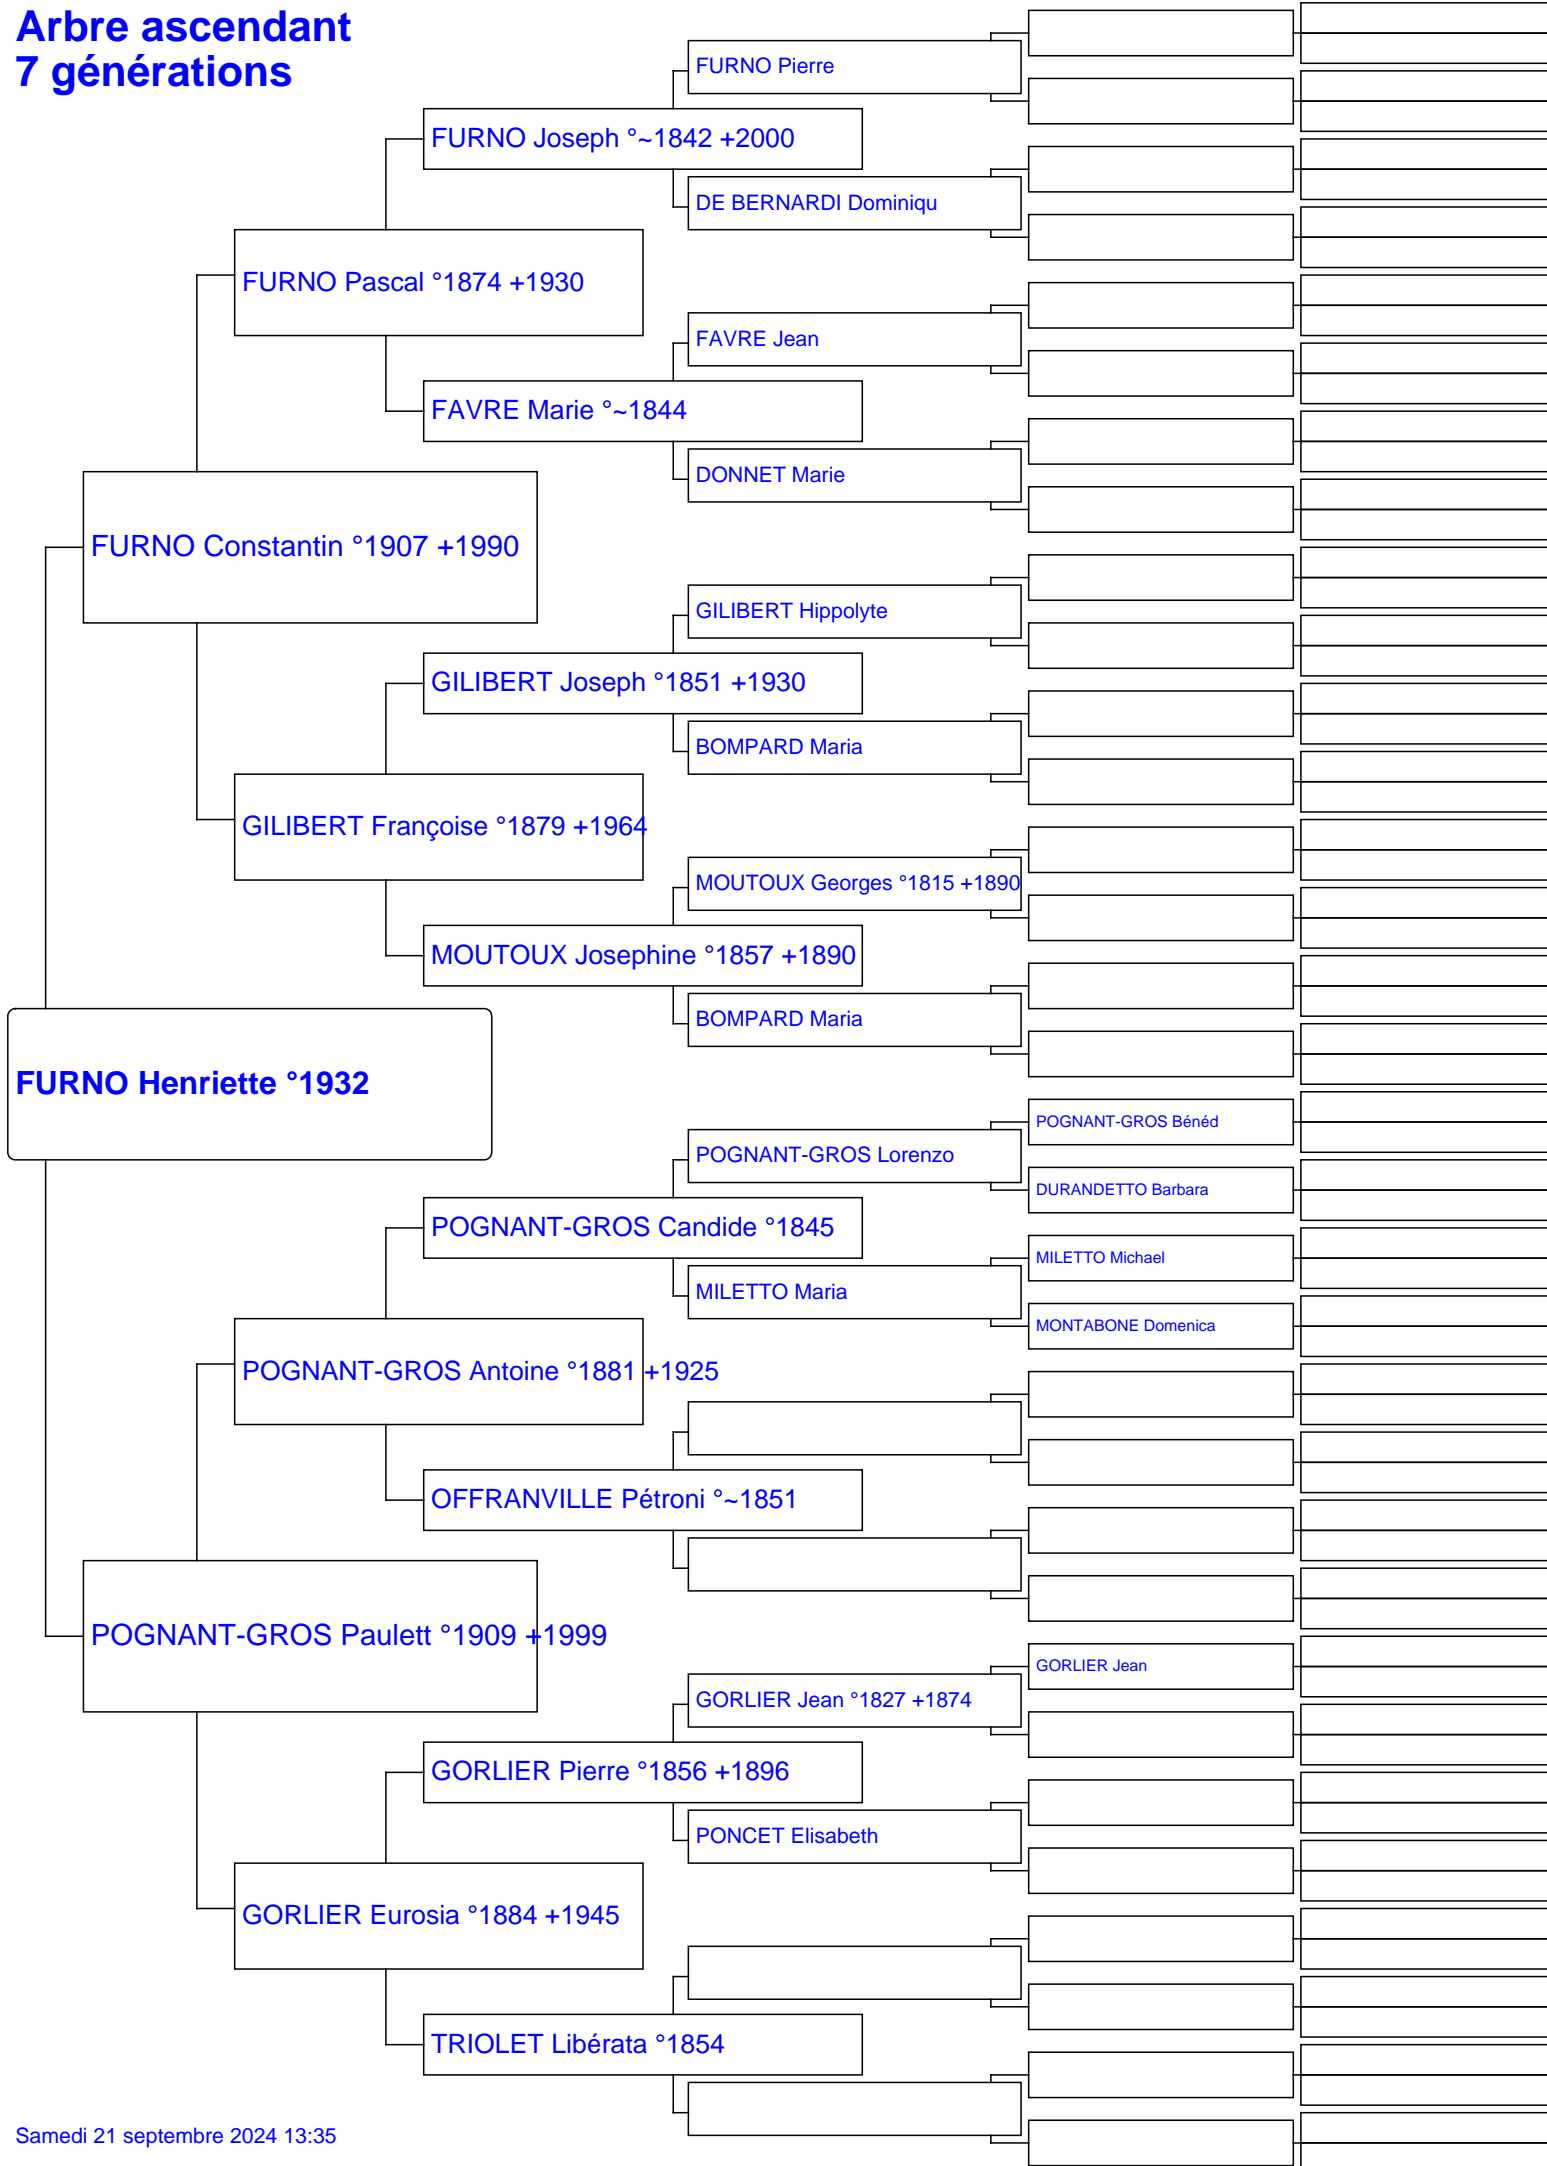 Arbre ascendant
7 générations
FURNO Pierre
FURNO Joseph °~1842 +2000
DE BERNARDI Dominiqu
FURNO Pascal °1874 +1930
FAVRE Jean
FAVRE Marie °~1844
DONNET Marie
FURNO Constantin °1907 +1990
GILIBERT Hippolyte
GILIBERT Joseph °1851 +1930
BOMPARD Maria
GILIBERT Françoise °1879 +1964
MOUTOUX Georges °1815 +1890
MOUTOUX Josephine °1857 +1890
BOMPARD Maria
FURNO Henriette °1932
POGNANT-GROS Bénéd
POGNANT-GROS Lorenzo
DURANDETTO Barbara
POGNANT-GROS Candide °1845
MILETTO Michael
MILETTO Maria
MONTABONE Domenica
POGNANT-GROS Antoine °1881 +1925
OFFRANVILLE Pétroni °~1851
POGNANT-GROS Paulett °1909 +1999
GORLIER Jean
GORLIER Jean °1827 +1874
GORLIER Pierre °1856 +1896
PONCET Elisabeth
GORLIER Eurosia °1884 +1945
TRIOLET Libérata °1854
Samedi 21 septembre 2024 13:35